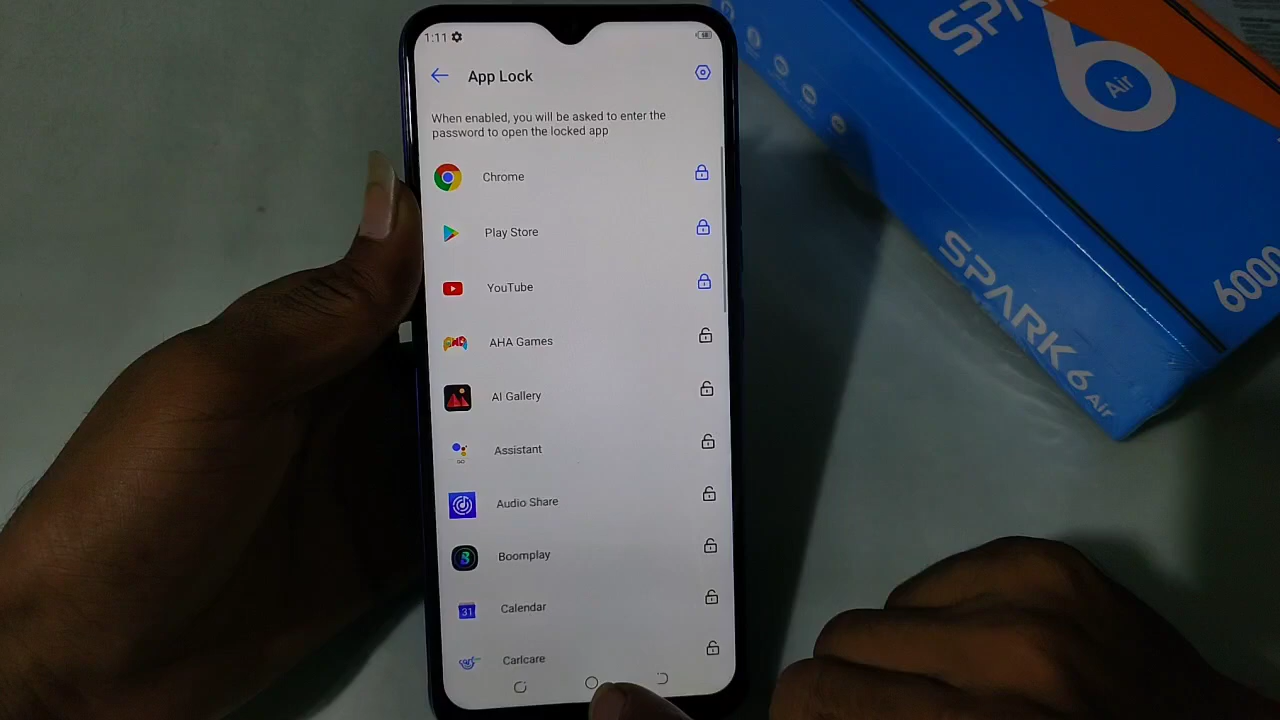 1:11
App Lock
When enabled, you will be asked to enter the
password to open the locked app
Chrome
Play Store
YouTube
AHA Games
AI Gallery
Assistant
Audio Share
Boomplay
31
Calendar
Carlcare
Air
SPARK 6 Air
6000